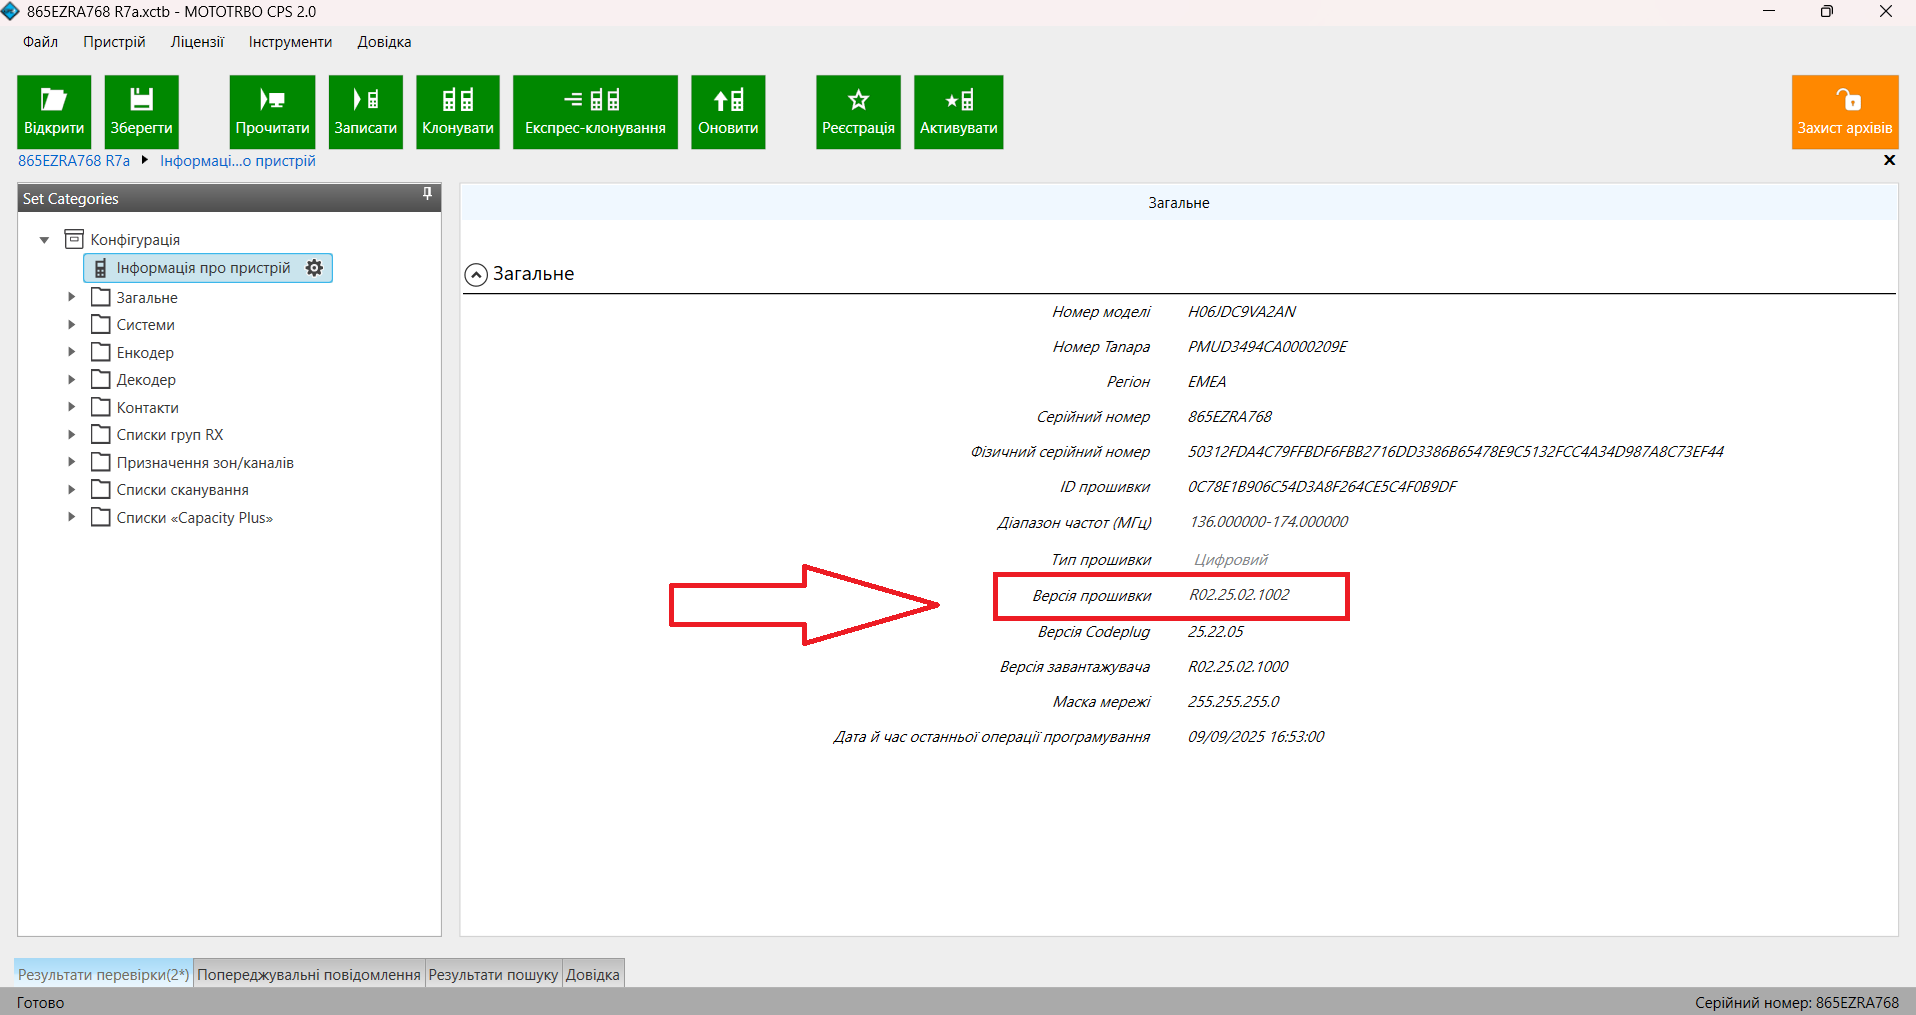 865EZRA768 R7a.xctb - MOTOTRBO CPS 2.0
Файл Пристрій Ліцензії Інструменти Довідка
Відкрити Зберегти Прочитати Записати Клонувати Експрес-клонування Оновити Реєстрація Активувати Захист архівів
865EZRA768 R7a Інформаці...о пристрій
Set Categories
Конфігурація
Інформація про пристрій
Загальне
Системи
Енкодер
Декодер
Контакти
Списки груп RX
Призначення зон/каналів
Списки сканування
Списки «Capacity Plus»
Загальне
Загальне
Номер моделі H06JDC9VA2AN
Номер Tanapa PMUD3494CA0000209E
Регіон EMEA
Серійний номер 865EZRA768
Фізичний серійний номер 50312FDA4C79FFBDF6FBB2716DD3386B65478E9C5132FCC4A34D987A8C73EF44
ID прошивки 0C78E1B906C54D3A8F264CE5C4F0B9DF
Діапазон частот (МГц) 136.000000-174.000000
Тип прошивки Цифровий
Версія прошивки R02.25.02.1002
Версія Codeplug 25.22.05
Версія завантажувача R02.25.02.1000
Маска мережі 255.255.255.0
Дата й час останньої операції програмування 09/09/2025 16:53:00
Результати перевірки(2*) Попереджувальні повідомлення Результати пошуку Довідка
Готово Серійний номер: 865EZRA768